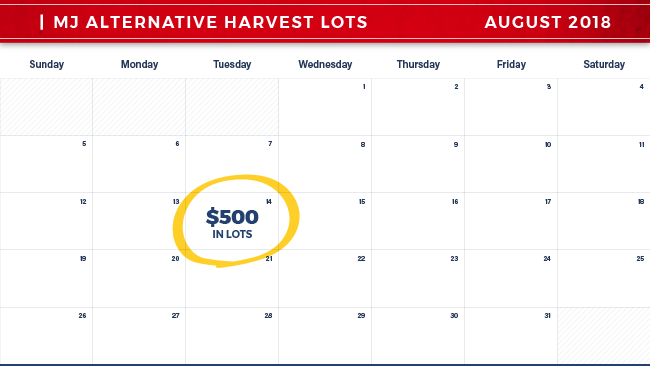 MJ ALTERNATIVE HARVEST LOTS AUGUST 2018
Sunday Monday Tuesday Wednesday Thursday Friday Saturday
1 2 3 4
5 6 7 8 9 10 11
12 13 14 15 16 17 18
$500
IN LOTS
19 20 21 22 23 24 25
26 27 28 29 30 31